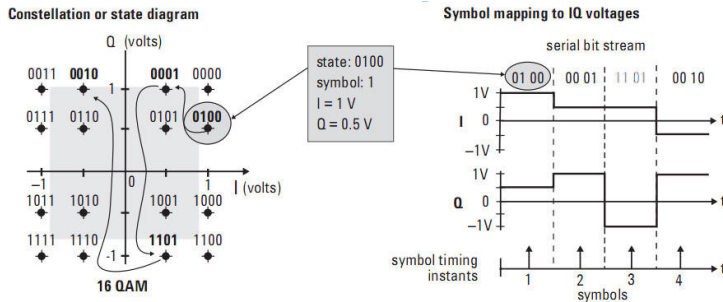 Constellation or state diagram
Q (volts)
0011 0010 0001 0000
1
0111 0110 0101 0100
–1 0 1 I (volts)
1011 1010 1001 1000
1111 1110 1101 1100
-1
16 QAM
state: 0100
symbol: 1
I = 1 V
Q = 0.5 V
Symbol mapping to IQ voltages
serial bit stream
01 00 00 01 11 01 00 10
1V
I 0 t
–1V
1V
Q 0 t
–1V
symbol timing
instants
t
1 2 3 4
symbols